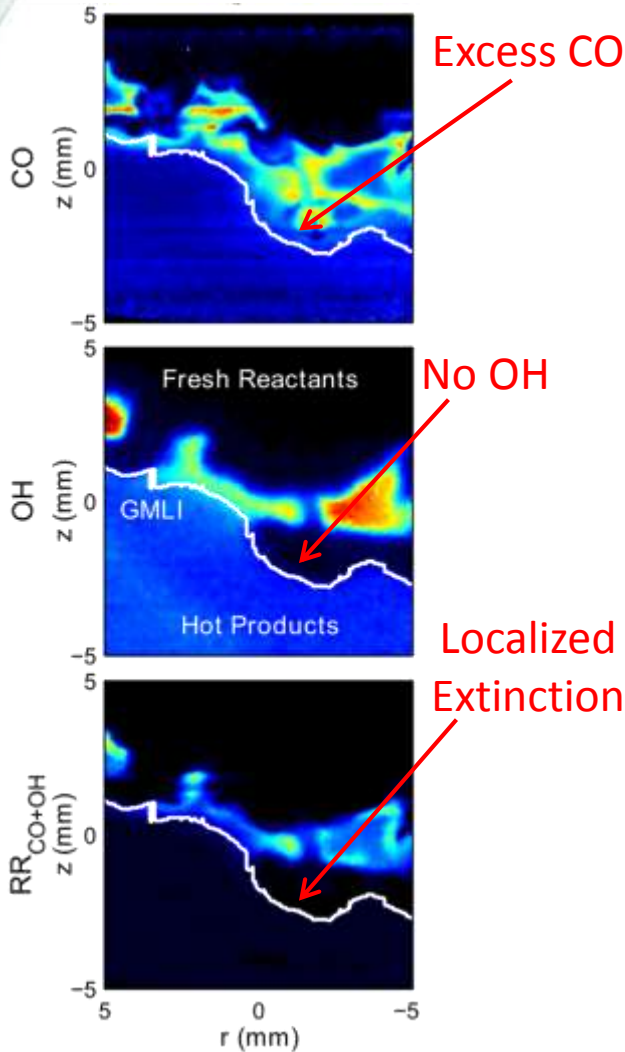 5
Excess CO
CO
z (mm)
0
−5
5
Fresh Reactants
No OH
OH
z (mm)
0
GMLI
Hot Products
−5
Localized
Extinction
5
RR CO+OH
z (mm)
0
−5
5 0 −5
r (mm)